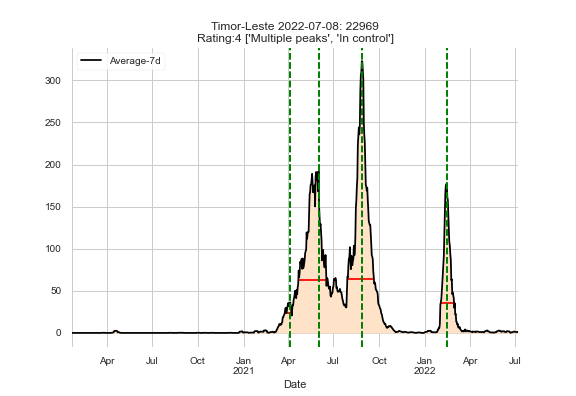 Timor-Leste 2022-07-08: 22969
Rating:4 ['Multiple peaks', 'In control']
Average-7d
300
250
200
150
100
50
0
Apr Jul Oct Jan Apr Jul Oct Jan Apr Jul
2021 2022
Date